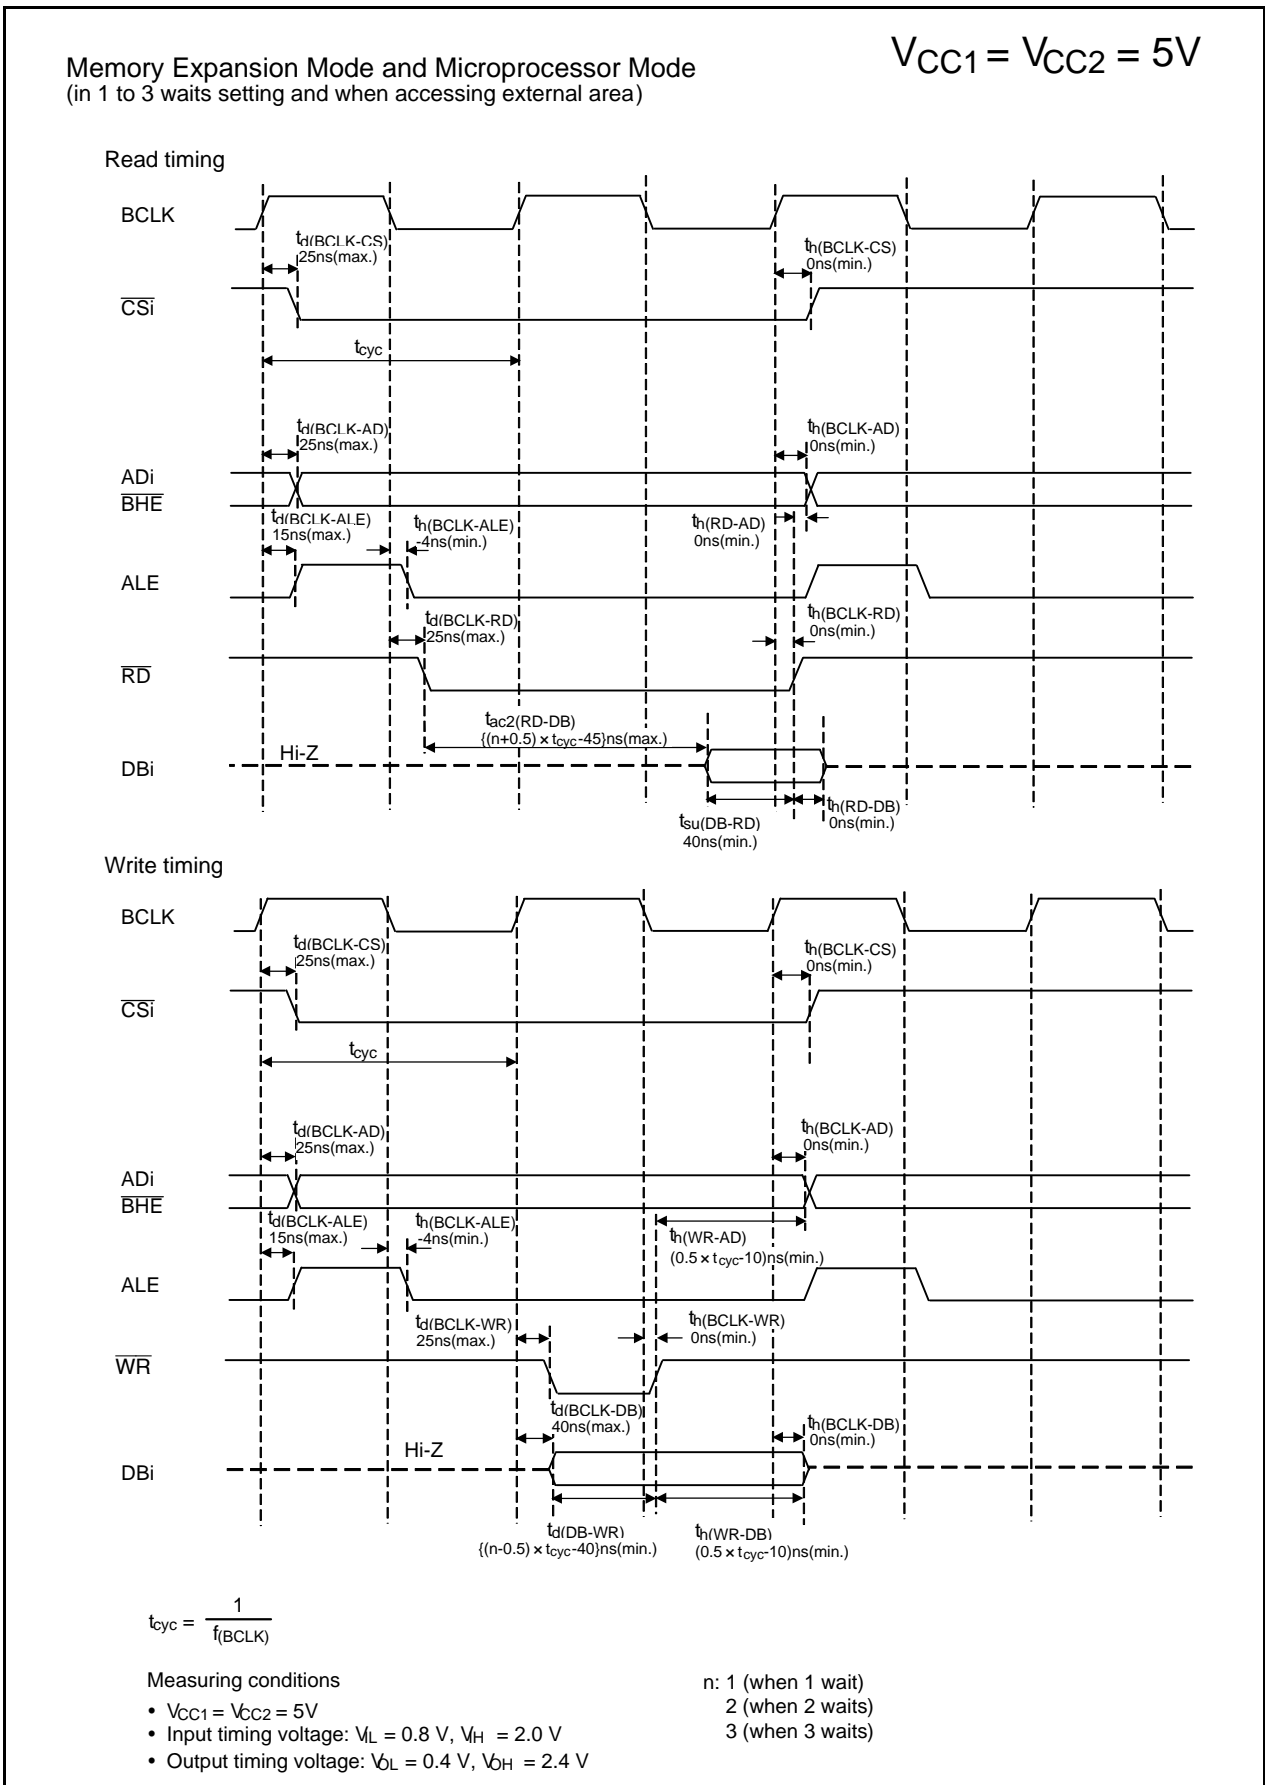 VCC1 = VCC2 = 5V
Memory Expansion Mode and Microprocessor Mode
(in 1 to 3 waits setting and when accessing external area)
Read timing
BCLK
td(BCLK-CS)
25ns(max.)
th(BCLK-CS)
0ns(min.)
CSi
tcyc
td(BCLK-AD)
25ns(max.)
th(BCLK-AD)
0ns(min.)
ADi
BHE
td(BCLK-ALE)
15ns(max.)
th(BCLK-ALE)
-4ns(min.)
th(RD-AD)
0ns(min.)
ALE
td(BCLK-RD)
25ns(max.)
th(BCLK-RD)
0ns(min.)
RD
tac2(RD-DB)
{(n+0.5) × tcyc-45}ns(max.)
Hi-Z
DBi
tsu(DB-RD)
40ns(min.)
th(RD-DB)
0ns(min.)
Write timing
BCLK
td(BCLK-CS)
25ns(max.)
th(BCLK-CS)
0ns(min.)
CSi
tcyc
td(BCLK-AD)
25ns(max.)
th(BCLK-AD)
0ns(min.)
ADi
BHE
td(BCLK-ALE)
15ns(max.)
th(BCLK-ALE)
-4ns(min.)
th(WR-AD)
(0.5 × tcyc-10)ns(min.)
ALE
td(BCLK-WR)
25ns(max.)
th(BCLK-WR)
0ns(min.)
WR
td(BCLK-DB)
40ns(max.)
th(BCLK-DB)
0ns(min.)
Hi-Z
DBi
td(DB-WR)
{(n-0.5) × tcyc-40}ns(min.)
th(WR-DB)
(0.5 × tcyc-10)ns(min.)
tcyc = 1
f(BCLK)
Measuring conditions
• VCC1 = VCC2 = 5V
• Input timing voltage: VIL = 0.8 V, VIH = 2.0 V
• Output timing voltage: VOL = 0.4 V, VOH = 2.4 V
n: 1 (when 1 wait)
2 (when 2 waits)
3 (when 3 waits)